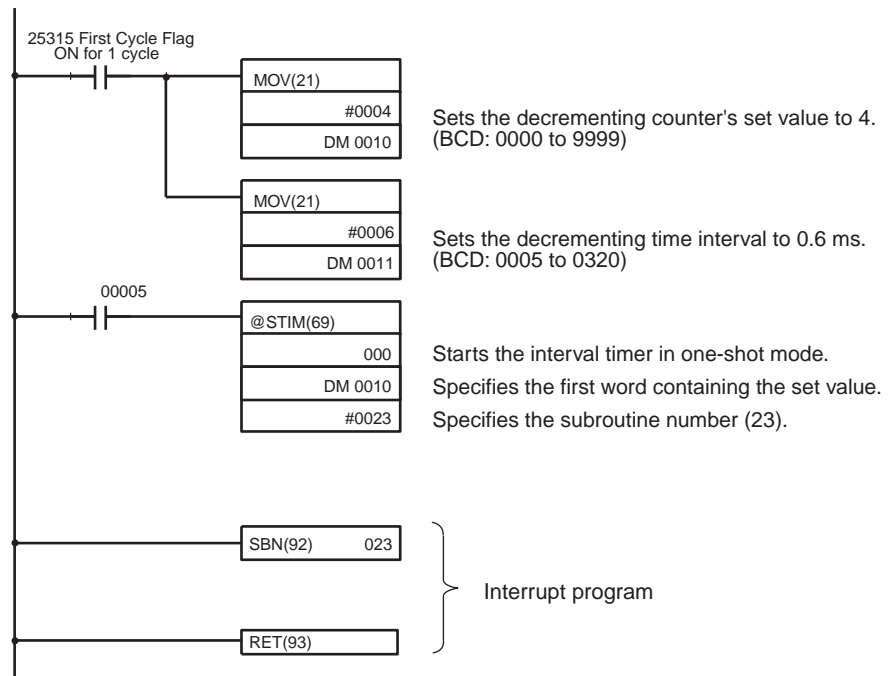 25315 First Cycle Flag
ON for 1 cycle
MOV(21)
#0004
DM 0010
Sets the decrementing counter's set value to 4.
(BCD: 0000 to 9999)
MOV(21)
#0006
DM 0011
Sets the decrementing time interval to 0.6 ms.
(BCD: 0005 to 0320)
00005
@STIM(69)
000
Starts the interval timer in one-shot mode.
DM 0010
Specifies the first word containing the set value.
#0023
Specifies the subroutine number (23).
SBN(92) 023
Interrupt program
RET(93)